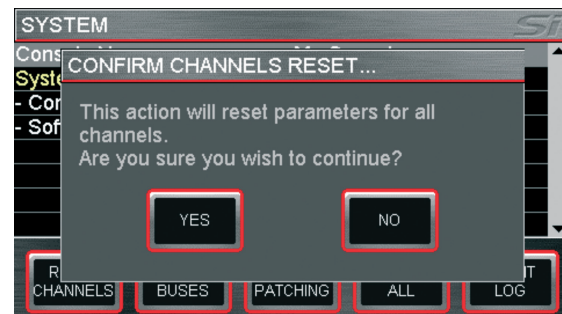 SYSTEM
Si
CONFIRM CHANNELS RESET...
This action will reset parameters for all
channels.
Are you sure you wish to continue?
YES NO
CHANNELS BUSES PATCHING ALL LOG